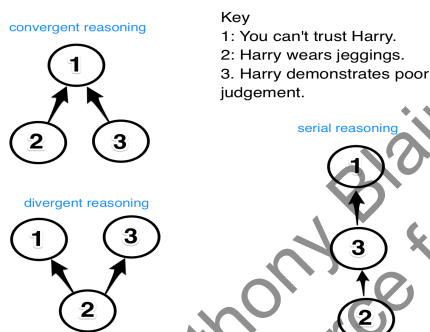 convergent reasoning
1
2
3
Key
1: You can't trust Harry.
2: Harry wears jeggings.
3. Harry demonstrates poor
judgement.
serial reasoning
1
3
2
divergent reasoning
1
3
2